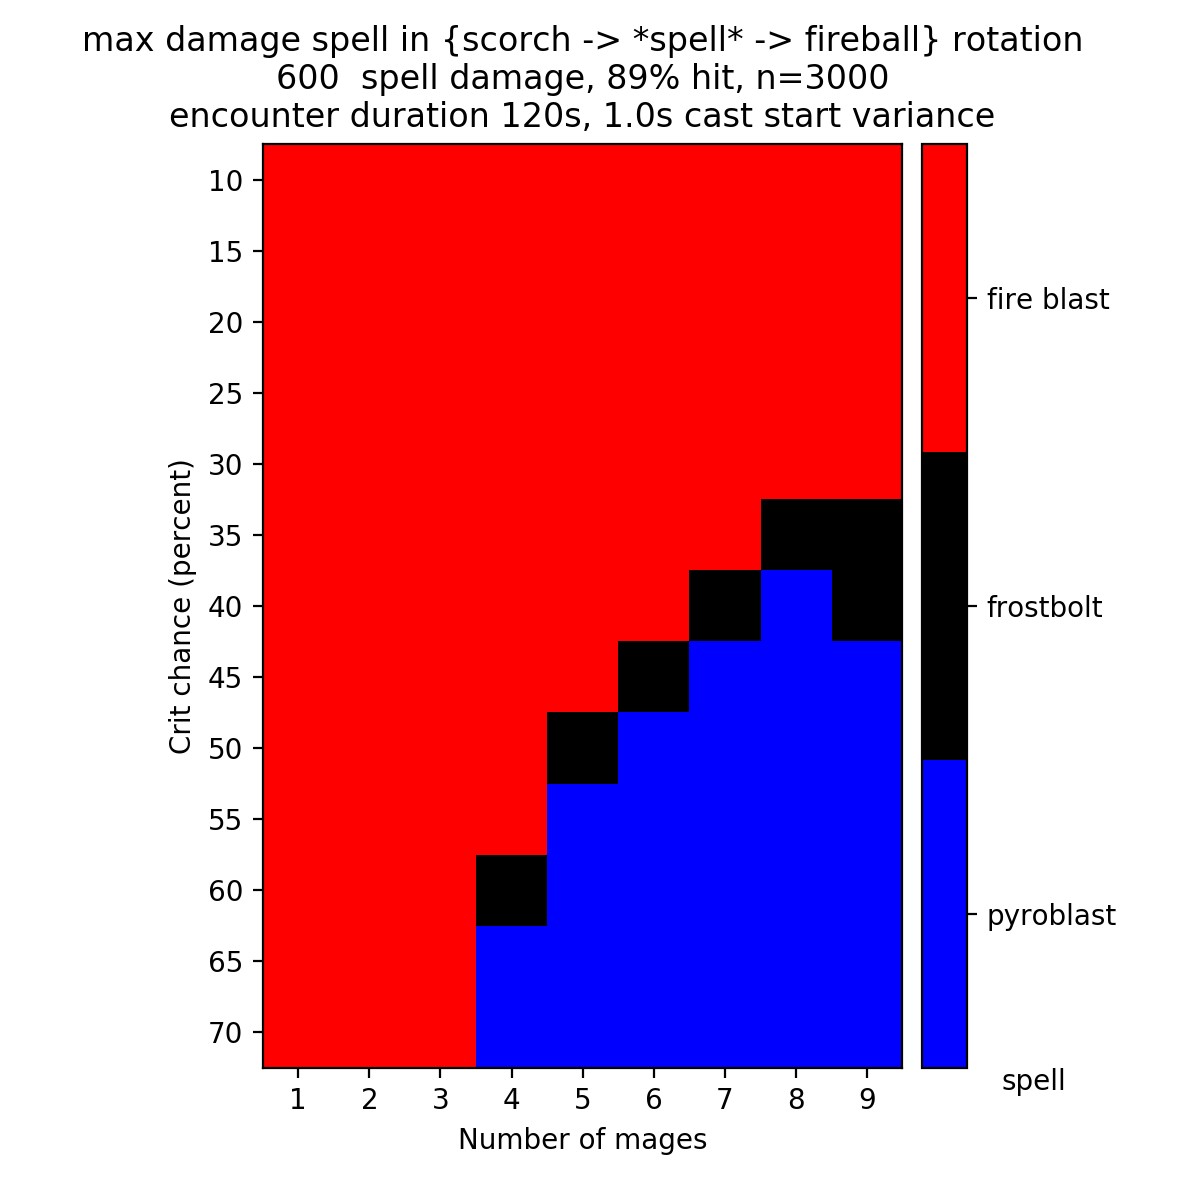 max damage spell in {scorch -> *spell* -> fireball} rotation
600  spell damage, 89% hit, n=3000
encounter duration 120s, 1.0s cast start variance
Crit chance (percent)
10
15
20
25
30
35
40
45
50
55
60
65
70
1 2 3 4 5 6 7 8 9
Number of mages
fire blast
frostbolt
pyroblast
spell